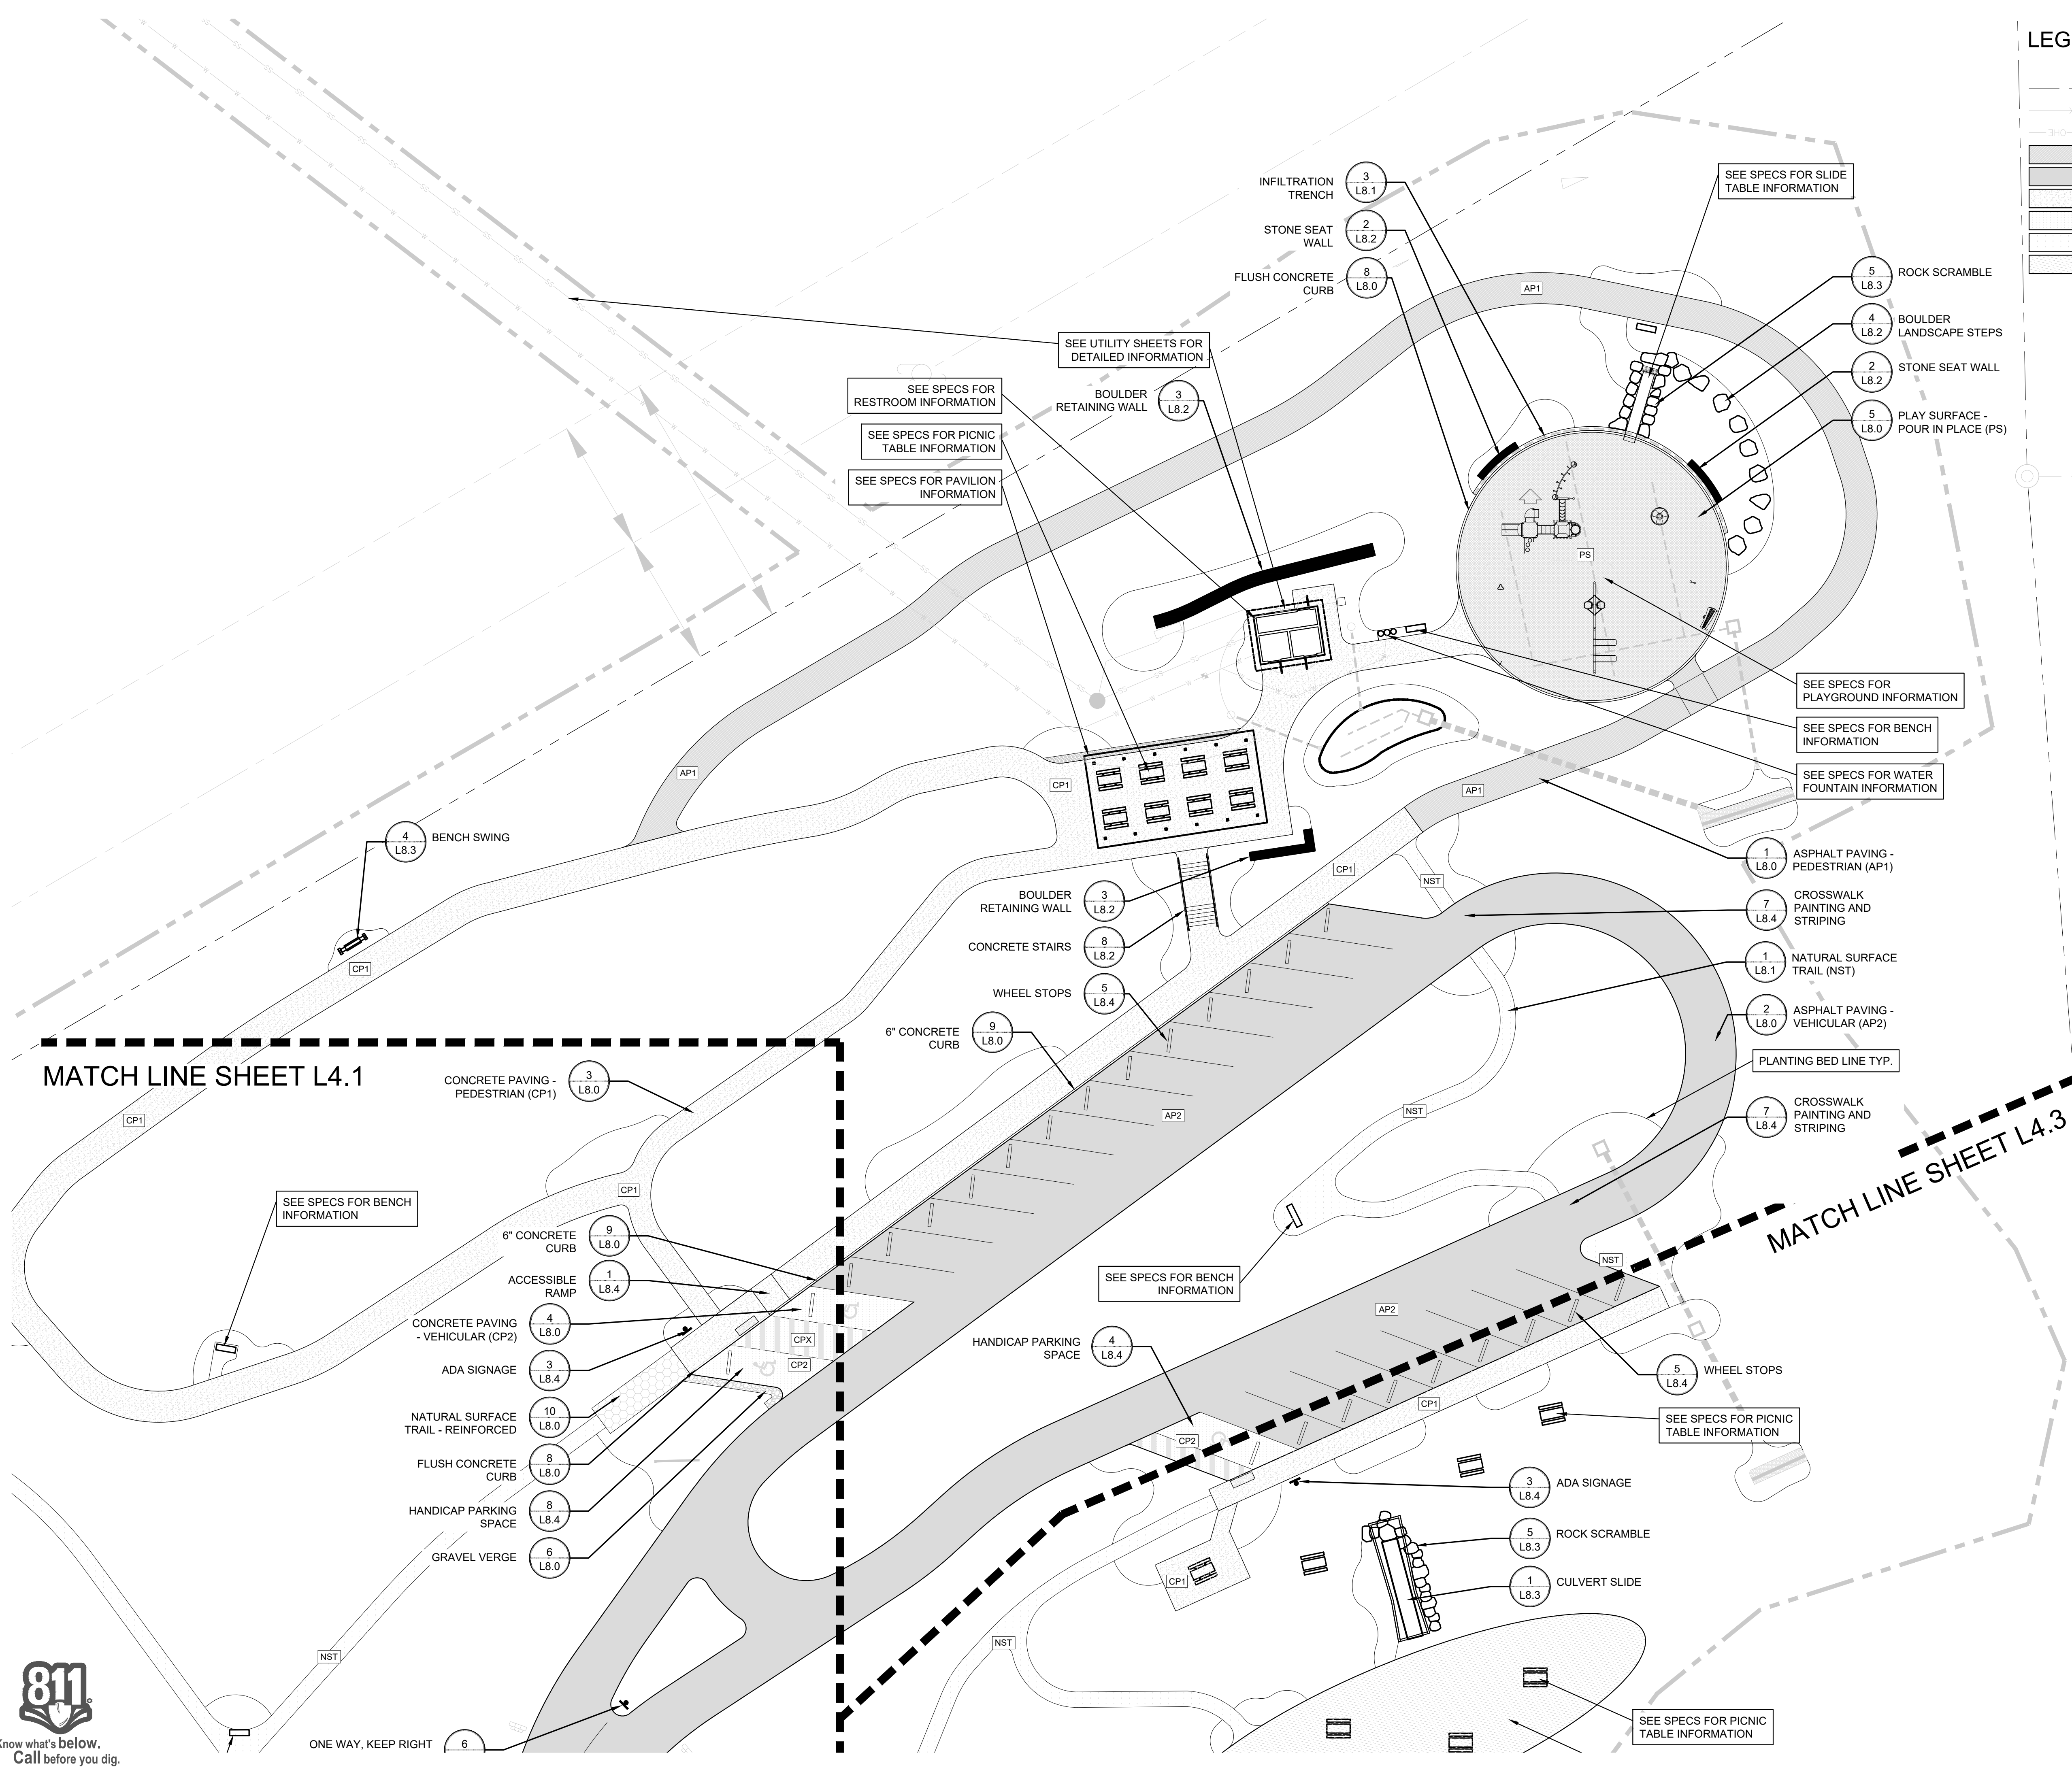 LEG
INFILTRATION
TRENCH
3
L8.1
STONE SEAT
WALL
2
L8.2
FLUSH CONCRETE
CURB
8
L8.0
SEE SPECS FOR SLIDE
TABLE INFORMATION
AP1
5
L8.3
ROCK SCRAMBLE
4
L8.2
BOULDER
LANDSCAPE STEPS
2
L8.2
STONE SEAT WALL
5
L8.0
PLAY SURFACE -
POUR IN PLACE (PS)
SEE UTILITY SHEETS FOR
DETAILED INFORMATION
SEE SPECS FOR
RESTROOM INFORMATION
BOULDER
RETAINING WALL
3
L8.2
SEE SPECS FOR PICNIC
TABLE INFORMATION
SEE SPECS FOR PAVILION
INFORMATION
PS
SEE SPECS FOR
PLAYGROUND INFORMATION
SEE SPECS FOR BENCH
INFORMATION
SEE SPECS FOR WATER
FOUNTAIN INFORMATION
AP1
CP1
AP1
4
L8.3
BENCH SWING
CP1
CP1
NST
1
L8.0
ASPHALT PAVING -
PEDESTRIAN (AP1)
BOULDER
RETAINING WALL
3
L8.2
7
L8.4
CROSSWALK
PAINTING AND
STRIPING
CONCRETE STAIRS
8
L8.2
1
L8.1
NATURAL SURFACE
TRAIL (NST)
WHEEL STOPS
5
L8.4
2
L8.0
ASPHALT PAVING -
VEHICULAR (AP2)
6" CONCRETE
CURB
9
L8.0
PLANTING BED LINE TYP.
MATCH LINE SHEET L4.1
CONCRETE PAVING -
PEDESTRIAN (CP1)
3
L8.0
CP1
AP2
NST
7
L8.4
CROSSWALK
PAINTING AND
STRIPING
MATCH LINE SHEET L4.3
CP1
SEE SPECS FOR BENCH
INFORMATION
6" CONCRETE
CURB
9
L8.0
ACCESSIBLE
RAMP
1
L8.4
NST
SEE SPECS FOR BENCH
INFORMATION
CONCRETE PAVING
- VEHICULAR (CP2)
4
L8.0
CPX
CP2
AP2
ADA SIGNAGE
3
L8.4
HANDICAP PARKING
SPACE
4
L8.4
5
L8.4
WHEEL STOPS
NATURAL SURFACE
TRAIL - REINFORCED
10
L8.0
CP1
CP2
SEE SPECS FOR PICNIC
TABLE INFORMATION
FLUSH CONCRETE
CURB
8
L8.0
3
L8.4
ADA SIGNAGE
HANDICAP PARKING
SPACE
8
L8.4
5
L8.3
ROCK SCRAMBLE
GRAVEL VERGE
6
L8.0
CP1
1
L8.3
CULVERT SLIDE
NST
NST
811
Know what's below.
Call before you dig.
SEE SPECS FOR PICNIC
TABLE INFORMATION
ONE WAY, KEEP RIGHT
6